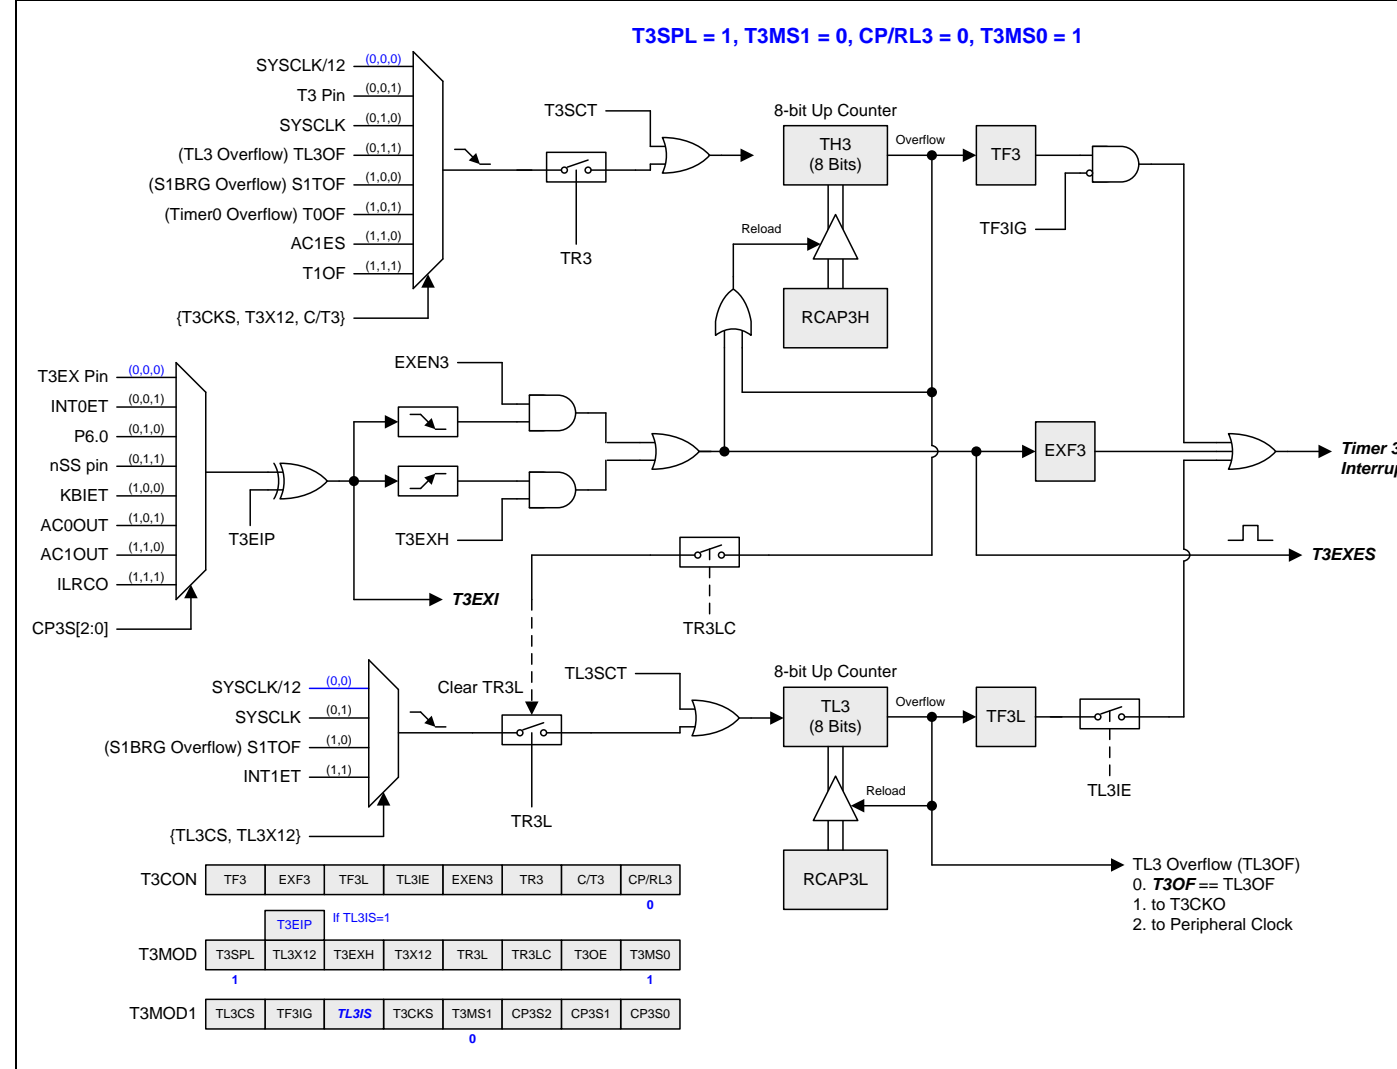 T3SPL = 1, T3MS1 = 0, CP/RL3 = 0, T3MS0 = 1
SYSCLK/12 (0,0,0)
T3 Pin (0,0,1)
SYSCLK (0,1,0)
(TL3 Overflow) TL3OF (0,1,1)
(S1BRG Overflow) S1TOF (1,0,0)
(Timer0 Overflow) T0OF (1,0,1)
AC1ES (1,1,0)
T1OF (1,1,1)
{T3CKS, T3X12, C/T3}
TR3
T3SCT
8-bit Up Counter
TH3
(8 Bits)
Overflow
TF3
TF3IG
Reload
RCAP3H
T3EX Pin (0,0,0)
INT0ET (0,0,1)
P6.0 (0,1,0)
nSS pin (0,1,1)
KBIET (1,0,0)
AC0OUT (1,0,1)
AC1OUT (1,1,0)
ILRCO (1,1,1)
CP3S[2:0]
T3EIP
EXEN3
T3EXH
T3EXI
EXF3
Timer 3
T3EXES
TR3LC
SYSCLK/12 (0,0)
SYSCLK (0,1)
(S1BRG Overflow) S1TOF (1,0)
INT1ET (1,1)
{TL3CS, TL3X12}
Clear TR3L
TR3L
TL3SCT
8-bit Up Counter
TL3
(8 Bits)
Overflow
TF3L
TL3IE
Reload
RCAP3L
TL3 Overflow (TL3OF)
0. T3OF == TL3OF
1. to T3CKO
2. to Peripheral Clock
T3CON TF3 EXF3 TF3L TL3IE EXEN3 TR3 C/T3 CP/RL3
0
T3EIP If TL3IS=1
T3MOD T3SPL TL3X12 T3EXH T3X12 TR3L TR3LC T3OE T3MS0
1 1
T3MOD1 TL3CS TF3IG TL3IS T3CKS T3MS1 CP3S2 CP3S1 CP3S0
0